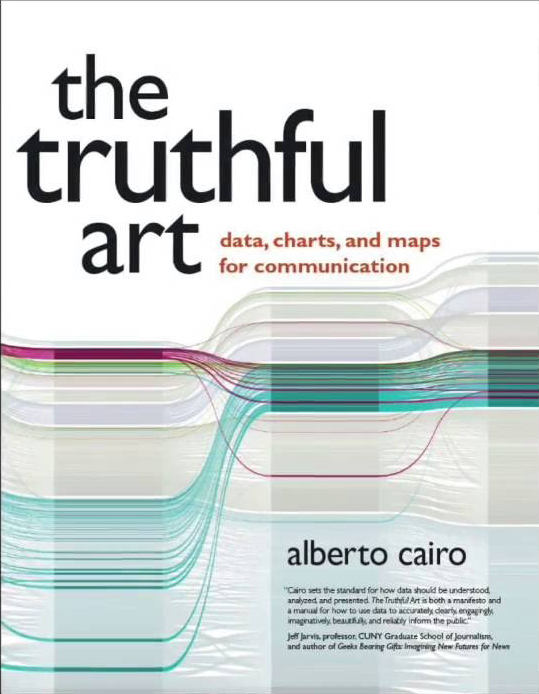 the
truthful
art
data, charts, and maps
for communication
alberto cairo
"Cairo sets the standard for how data should be understood,
analyzed, and presented. The Truthful Art is both a manifesto and
a manual for how to use data to accurately, clearly, engagingly,
imaginatively, beautifully, and reliably inform the public."
Jeff Jarvis, professor, CUNY Graduate School of Journalism,
and author of Geeks Bearing Gifts: Imagining New Futures for News